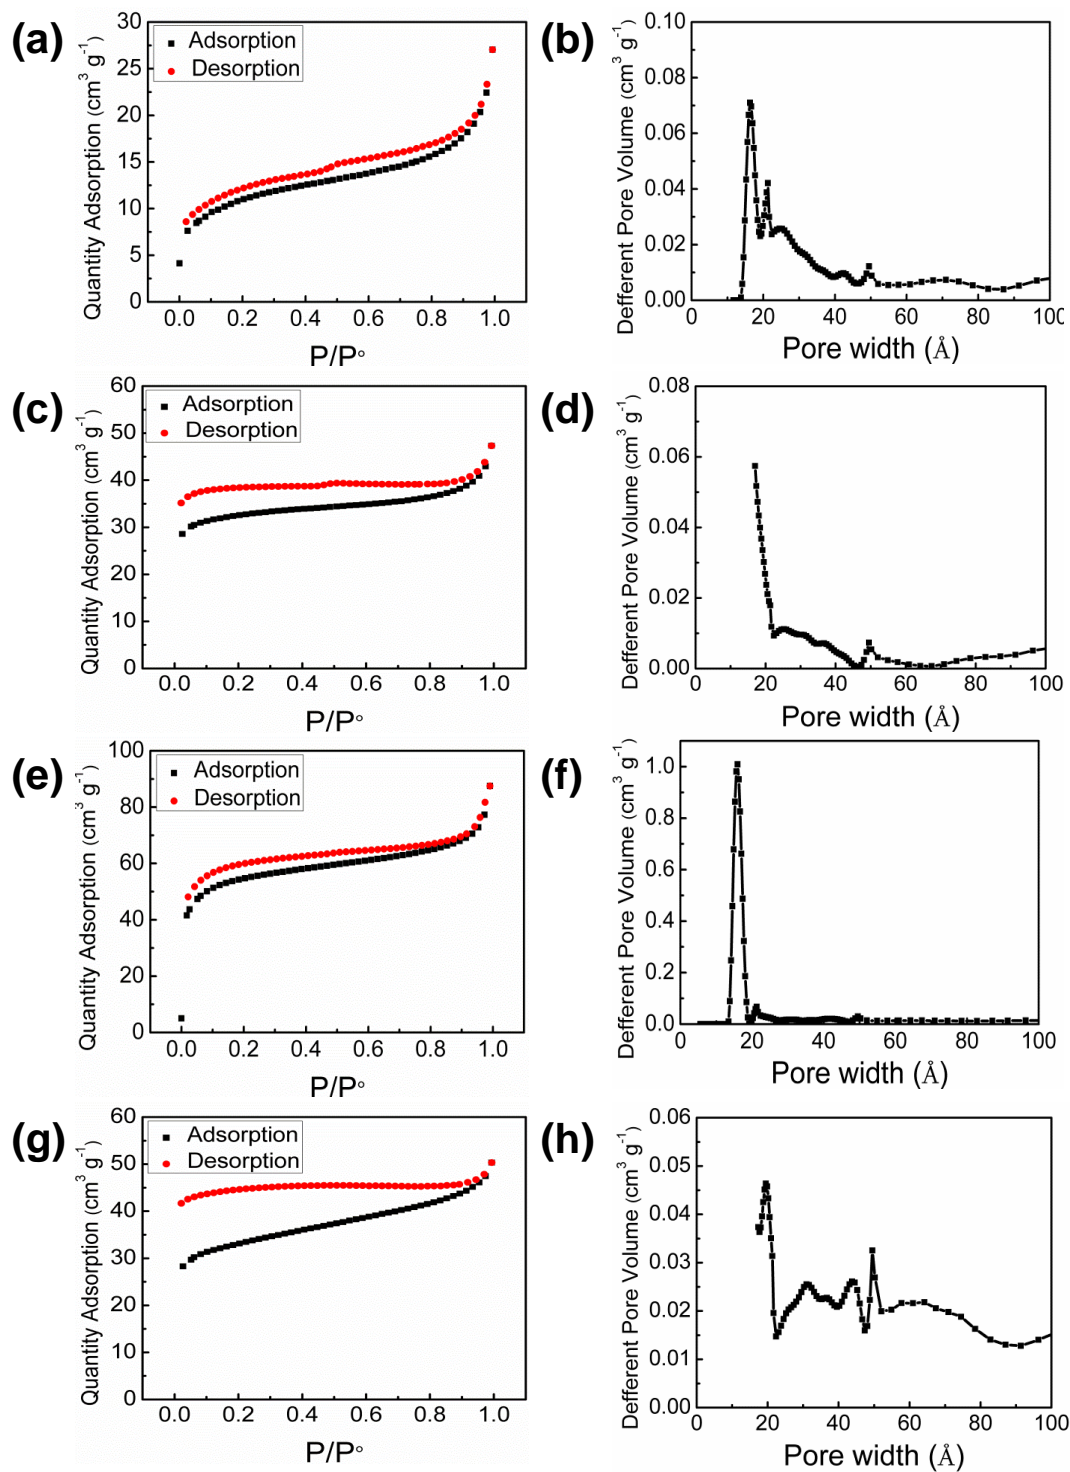 (a)
Quantity Adsorption (cm³ g⁻¹)
30
25
20
15
10
5
0
Adsorption
Desorption
0.0 0.2 0.4 0.6 0.8 1.0
P/P°
(b)
Defferent Pore Volume (cm³ g⁻¹)
0.10
0.08
0.06
0.04
0.02
0.00
0 20 40 60 80 100
Pore width (Å)
(c)
Quantity Adsorption (cm³ g⁻¹)
60
50
40
30
20
10
0
Adsorption
Desorption
0.0 0.2 0.4 0.6 0.8 1.0
P/P°
(d)
Defferent Pore Volume (cm³ g⁻¹)
0.08
0.06
0.04
0.02
0.00
0 20 40 60 80 100
Pore width (Å)
(e)
Quantity Adsorption (cm³ g⁻¹)
100
80
60
40
20
0
Adsorption
Desorption
0.0 0.2 0.4 0.6 0.8 1.0
P/P°
(f)
Defferent Pore Volume (cm³ g⁻¹)
1.0
0.8
0.6
0.4
0.2
0.0
0 20 40 60 80 100
Pore width (Å)
(g)
Quantity Adsorption (cm³ g⁻¹)
60
50
40
30
20
10
0
Adsorption
Desorption
0.0 0.2 0.4 0.6 0.8 1.0
P/P°
(h)
Defferent Pore Volume (cm³ g⁻¹)
0.06
0.05
0.04
0.03
0.02
0.01
0.00
0 20 40 60 80 100
Pore width (Å)